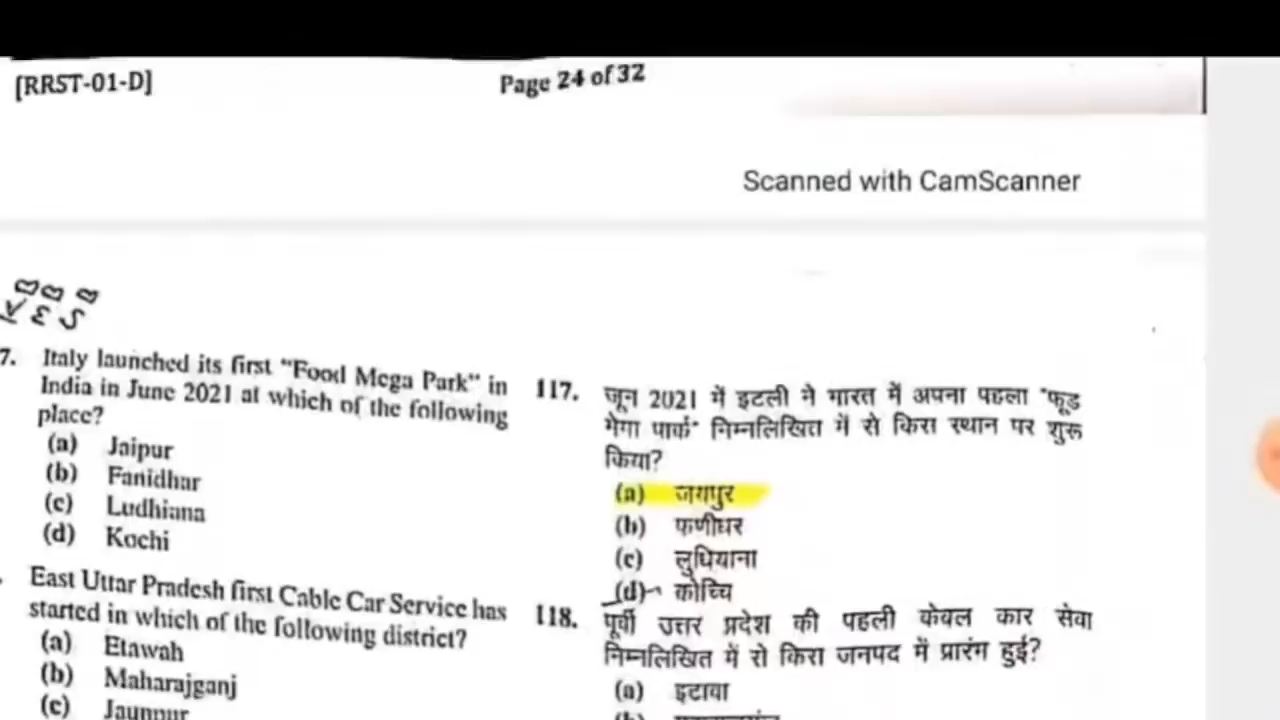 [RRST-01-D]
Page 24 of 32
Scanned with CamScanner
YES
7. Italy launched its first "Food Mega Park" in
India in June 2021 at which of the following
place?
(a) Jaipur
(b) Fanidhar
(c) Ludhiana
(d) Kochi
East Uttar Pradesh first Cable Car Service has
started in which of the following district?
(a) Etawah
(b) Maharajganj
(c) Jaunpur
117. जून 2021 में इटली ने भारत में अपना पहला "फूड
मेगा पार्क" निम्नलिखित में से किस स्थान पर शुरू
किया?
(a) जयपुर
(b) फणीधर
(c) लुधियाना
(d) कोच्चि
118. पूर्वी उत्तर प्रदेश की पहली केबल कार सेवा
निम्नलिखित में से किस जनपद में प्रारंभ हुई?
(a) इटावा
(b)